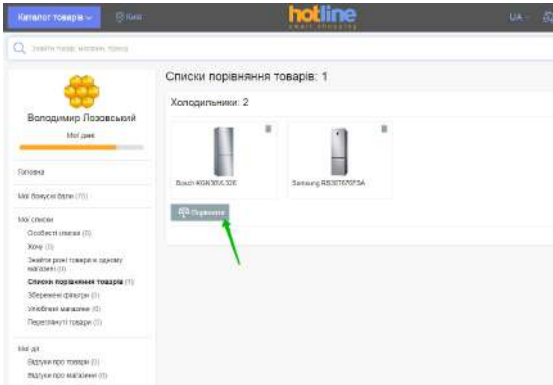 Каталог товарів
Київ
hotline
smart shopping
UA
Знайти товар, магазин, бренд
Списки порівняння товарів: 1
Холодильники: 2
Володимир Лозовський
Мої дані
Bosch
Samsung
Порівняти
Головна
Мої бонусні бали (70)
Мої списки
Особисті списки (0)
Хочу (0)
Знайти різні товари в одному
магазині (0)
Списки порівняння товарів (1)
Збережені фільтри (0)
Улюблені магазини (0)
Переглянуті товари (0)
Мої дії
Відгуки про товари (0)
Відгуки про магазини (0)